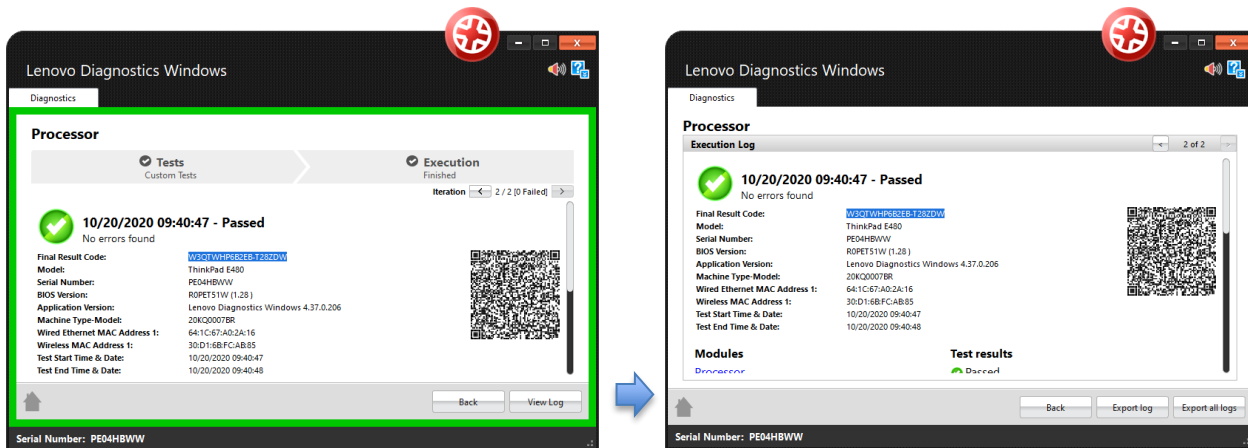 Lenovo Diagnostics Windows
Diagnostics
Processor
Tests
Custom Tests
Execution
Finished
Iteration 2 / 2 [0 Failed]
10/20/2020 09:40:47 - Passed
No errors found
Final Result Code: W3QTWHP6B2EB-T28ZDW
Model: ThinkPad E480
Serial Number: PE04HBWW
BIOS Version: R0PET51W (1.28 )
Application Version: Lenovo Diagnostics Windows 4.37.0.206
Machine Type-Model: 20KQ0007BR
Wired Ethernet MAC Address 1: 64:1C:67:A0:2A:16
Wireless MAC Address 1: 30:D1:6B:FC:AB:85
Test Start Time & Date: 10/20/2020 09:40:47
Test End Time & Date: 10/20/2020 09:40:48
Back View Log
Serial Number: PE04HBWW
Lenovo Diagnostics Windows
Diagnostics
Processor
Execution Log 2 of 2
10/20/2020 09:40:47 - Passed
No errors found
Final Result Code: W3QTWHP6B2EB-T28ZDW
Model: ThinkPad E480
Serial Number: PE04HBWW
BIOS Version: R0PET51W (1.28 )
Application Version: Lenovo Diagnostics Windows 4.37.0.206
Machine Type-Model: 20KQ0007BR
Wired Ethernet MAC Address 1: 64:1C:67:A0:2A:16
Wireless MAC Address 1: 30:D1:6B:FC:AB:85
Test Start Time & Date: 10/20/2020 09:40:47
Test End Time & Date: 10/20/2020 09:40:48
Modules Test results
Processor Passed
Back Export log Export all logs
Serial Number: PE04HBWW